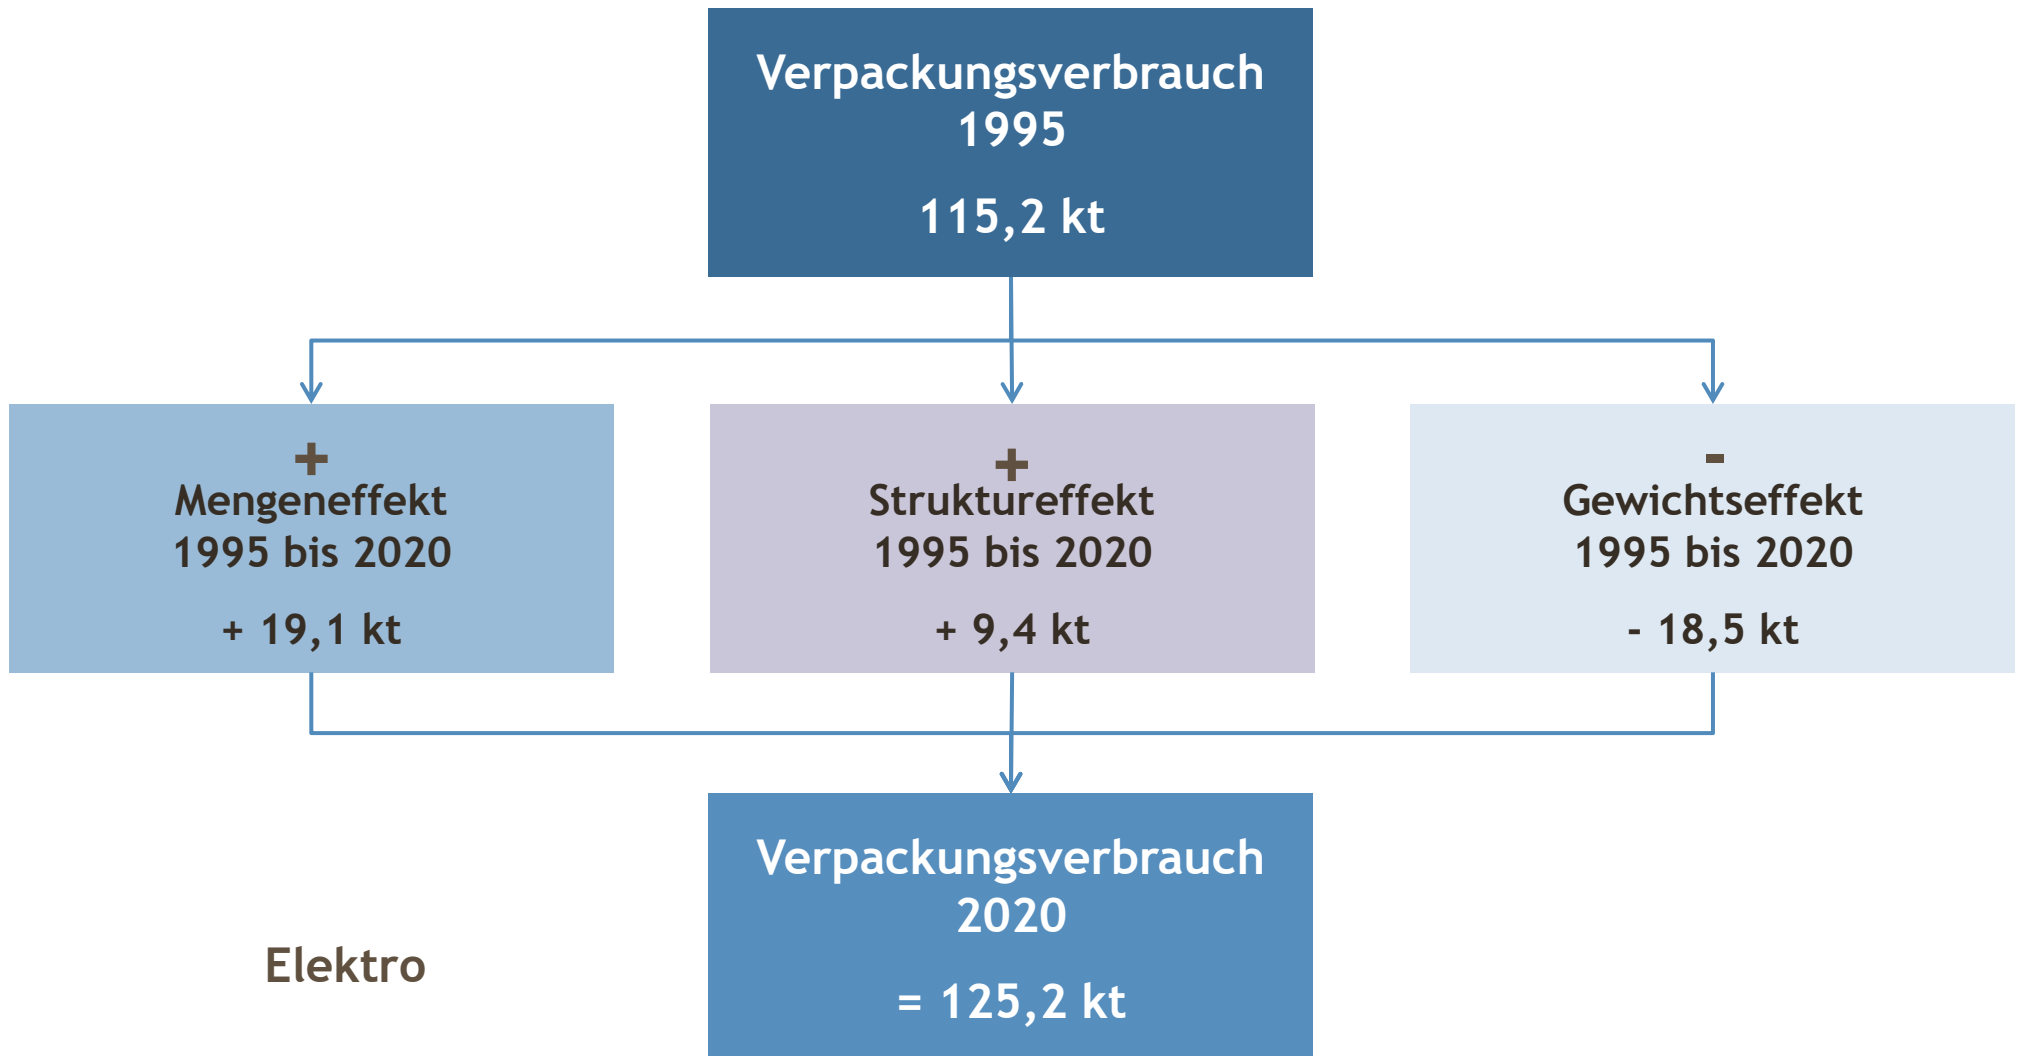 Verpackungsverbrauch
1995
115,2 kt
+
Mengeneffekt
1995 bis 2020
+ 19,1 kt
+
Struktureffekt
1995 bis 2020
+ 9,4 kt
-
Gewichtseffekt
1995 bis 2020
- 18,5 kt
Verpackungsverbrauch
2020
= 125,2 kt
Elektro